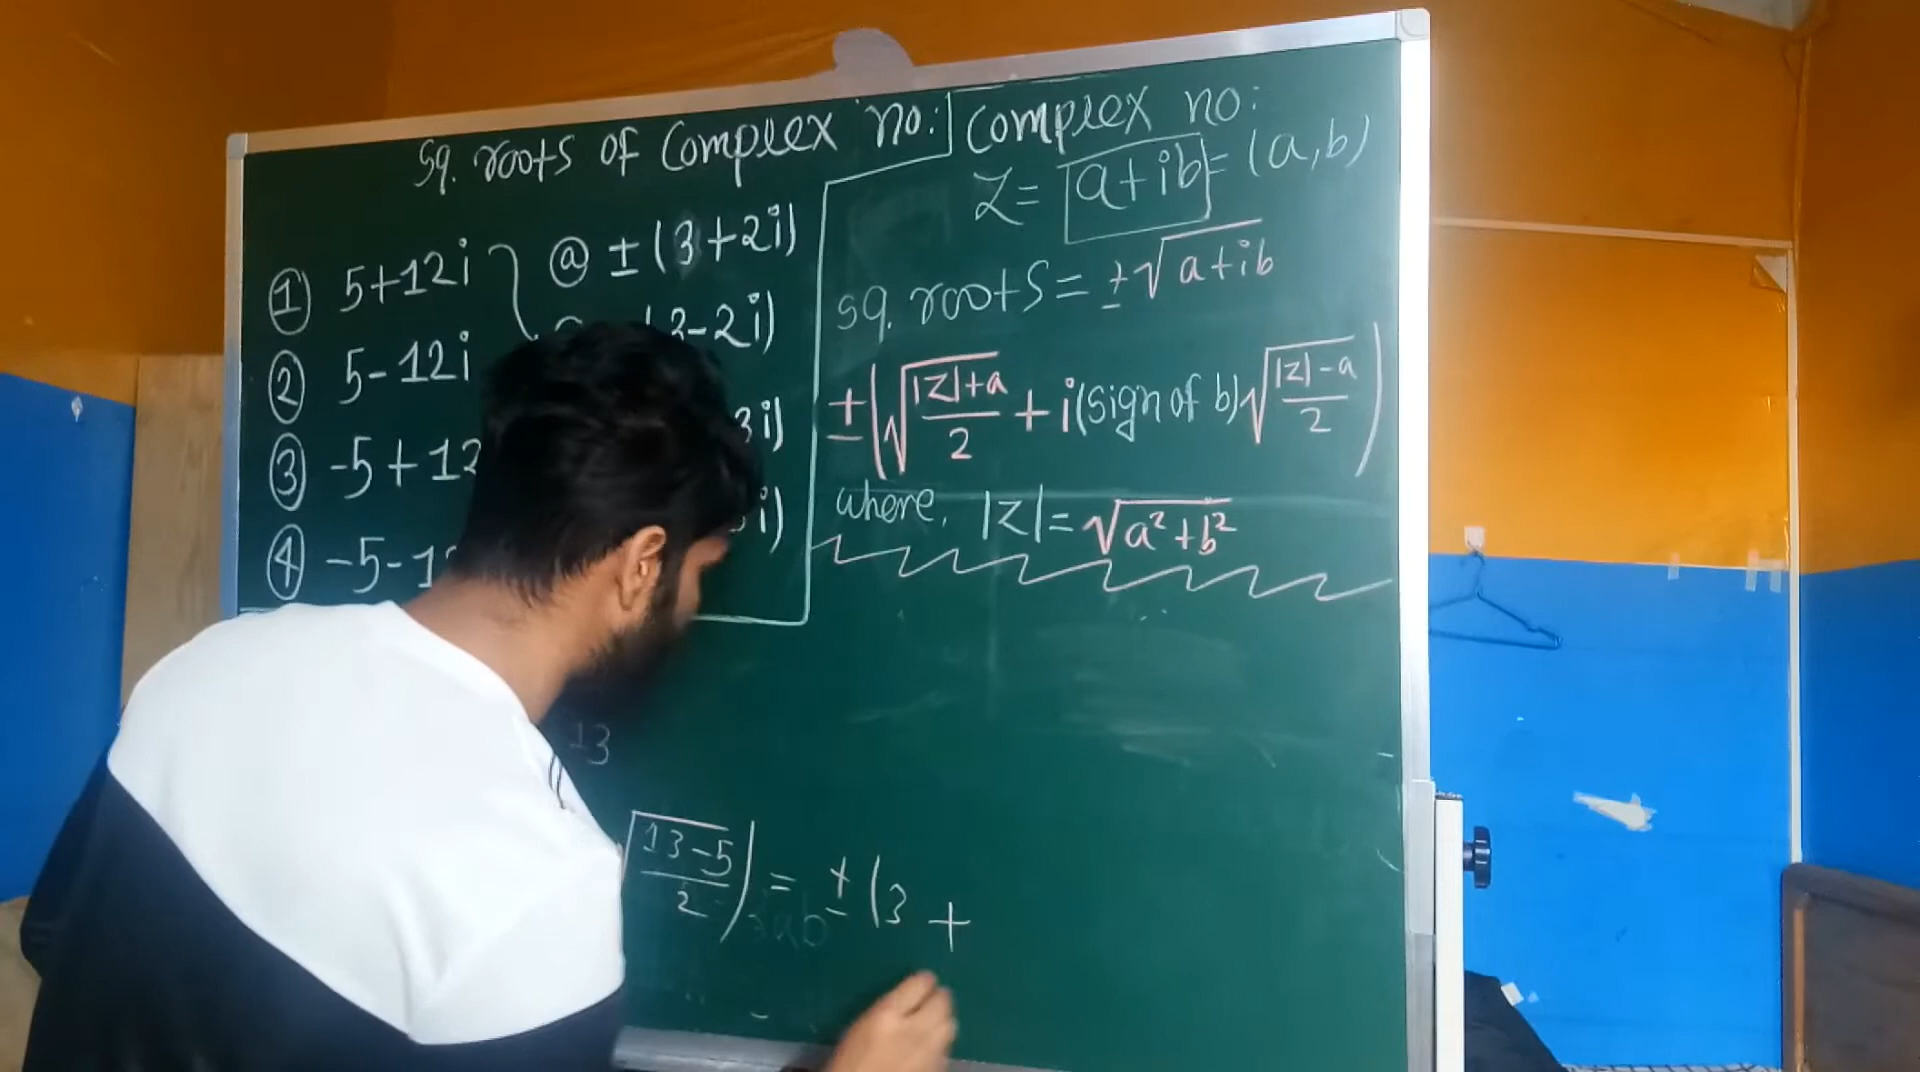 Sq. roots of Complex no:
① 5+12i
② 5-12i
③ -5+12
④ -5-1
ⓐ ±(3+2i)
3-2i)
3i)
i)
complex no:
Z= a+ib = (a,b)
sq. roots = ±√a+ib
±(√|Z|+a/2 + i(sign of b)√|Z|-a/2)
where, |Z|=√a²+b²
13
√13-5/2) = ±(3 +